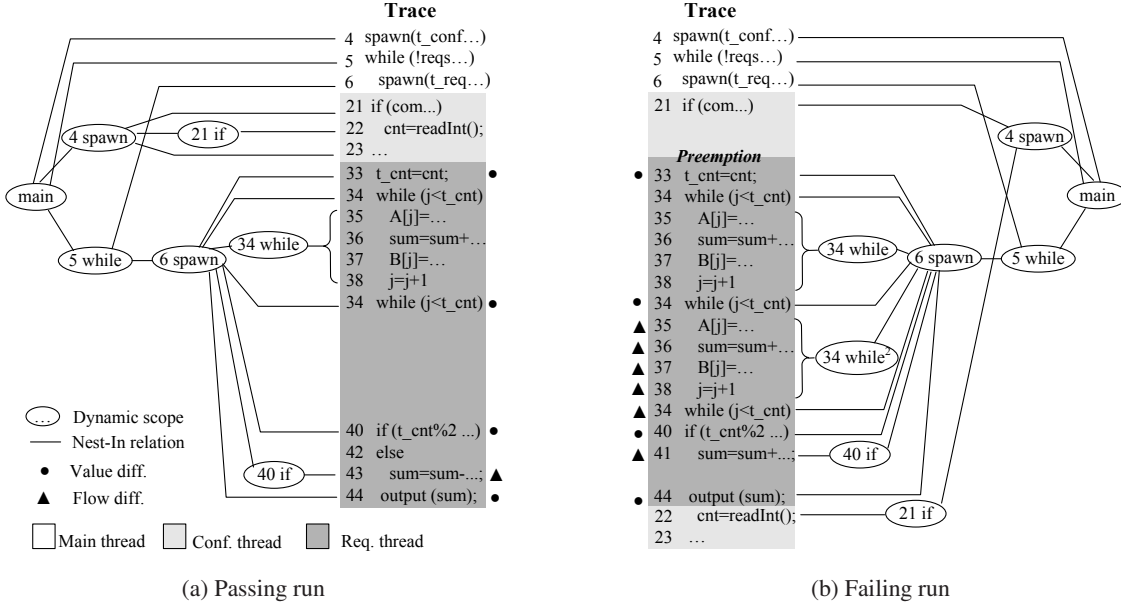 Trace
4 spawn(t_conf…)
5 while (!reqs…)
6 spawn(t_req…)
21 if (com...)
22 cnt=readInt();
23 …
33 t_cnt=cnt; ●
34 while (j<t_cnt)
35 A[j]=…
36 sum=sum+…
37 B[j]=…
38 j=j+1
34 while (j<t_cnt) ●
40 if (t_cnt%2 ...) ●
42 else
43 sum=sum-...; ▲
44 output (sum); ●
main
4 spawn
21 if
5 while
6 spawn
34 while
40 if
… Dynamic scope
Nest-In relation
● Value diff.
▲ Flow diff.
Main thread
Conf. thread
Req. thread
(a) Passing run
Trace
4 spawn(t_conf…)
5 while (!reqs…)
6 spawn(t_req…)
21 if (com...)
Preemption
● 33 t_cnt=cnt;
34 while (j<t_cnt)
35 A[j]=…
36 sum=sum+…
37 B[j]=…
38 j=j+1
● 34 while (j<t_cnt)
▲ 35 A[j]=…
▲ 36 sum=sum+…
▲ 37 B[j]=…
▲ 38 j=j+1
▲ 34 while (j<t_cnt)
● 40 if (t_cnt%2 ...)
▲ 41 sum=sum+...;
● 44 output (sum);
22 cnt=readInt();
23 …
4 spawn
main
34 while
6 spawn
5 while
34 while²
40 if
21 if
(b) Failing run